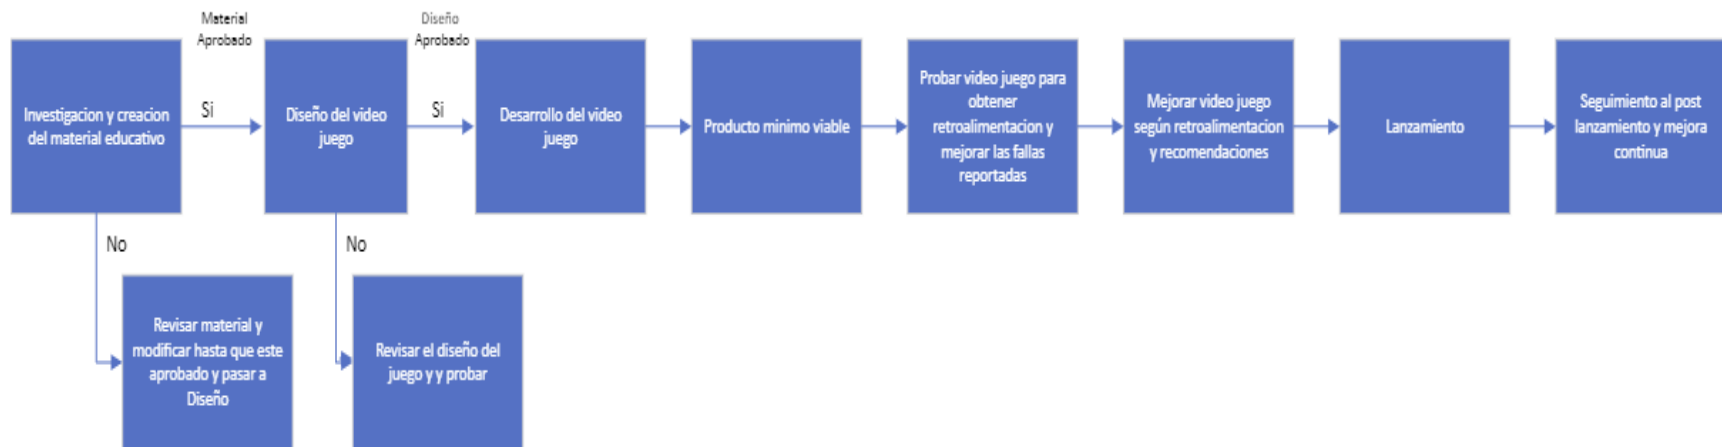 Material
Aprobado
Diseño
Aprobado
Investigacion y creacion
del material educativo
Si
Diseño del video
juego
Si
Desarrollo del video
juego
Producto minimo viable
Probar video juego para
obtener
retroalimentacion y
mejorar las fallas
reportadas
Mejorar video juego
según retroalimentacion
y recomendaciones
Lanzamiento
Seguimiento al post
lanzamiento y mejora
continua
No
No
Revisar material y
modificar hasta que este
aprobado y pasar a
Diseño
Revisar el diseño del
juego y y probar